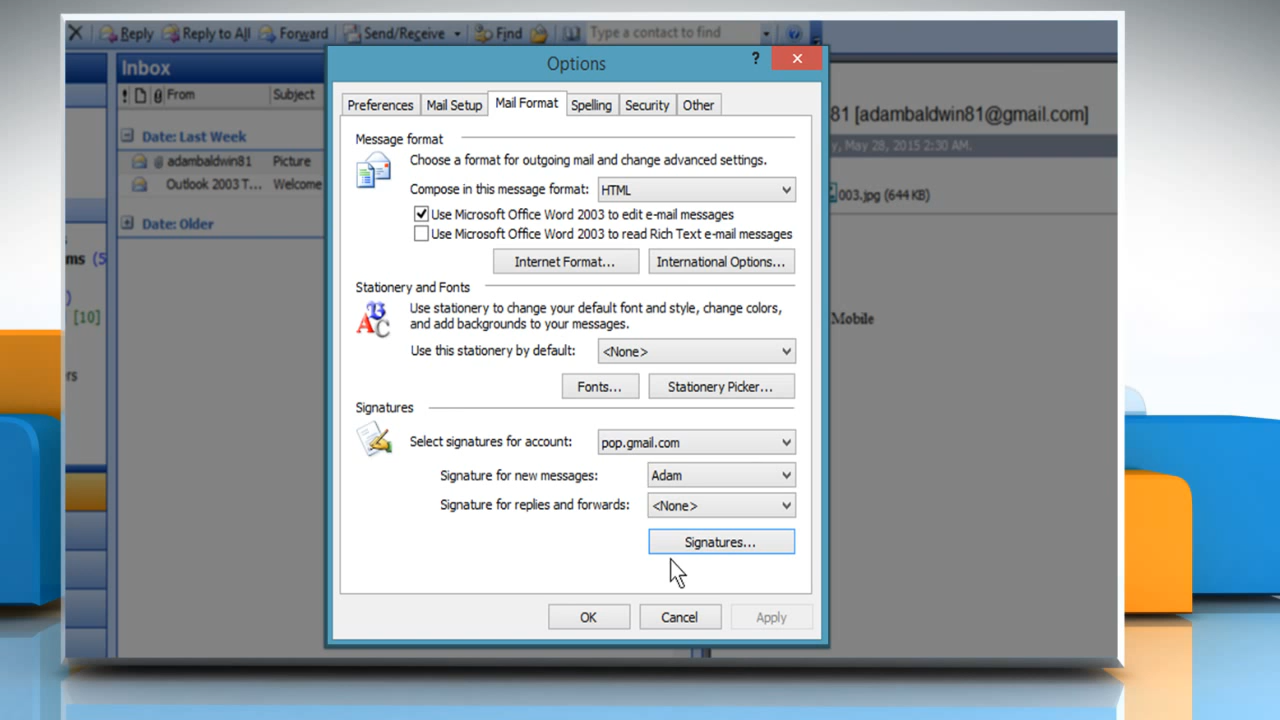 Reply Reply to All Forward Send/Receive Find Type a contact to find
Inbox
! From Subject
Date: Last Week
adambaldwin81 Picture
Outlook 2003 T... Welcome
Date: Older
ms (5
)
[10]
rs
81 [adambaldwin81@gmail.com]
y, May 28, 2015 2:30 AM.
003.jpg (644 KB)
Mobile
Options
?
Preferences Mail Setup Mail Format Spelling Security Other
Message format
Choose a format for outgoing mail and change advanced settings.
Compose in this message format: HTML
Use Microsoft Office Word 2003 to edit e-mail messages
Use Microsoft Office Word 2003 to read Rich Text e-mail messages
Internet Format... International Options...
Stationery and Fonts
Use stationery to change your default font and style, change colors,
and add backgrounds to your messages.
Use this stationery by default: <None>
Fonts... Stationery Picker...
Signatures
Select signatures for account: pop.gmail.com
Signature for new messages: Adam
Signature for replies and forwards: <None>
Signatures...
OK Cancel Apply